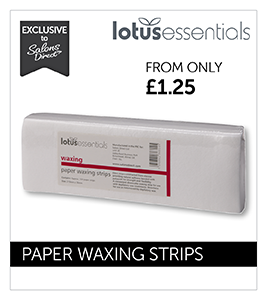 EXCLUSIVE
to
Salons
Direct
lotusessentials
FROM ONLY
£1.25
lotusessentials
waxing
paper waxing strips
PAPER WAXING STRIPS